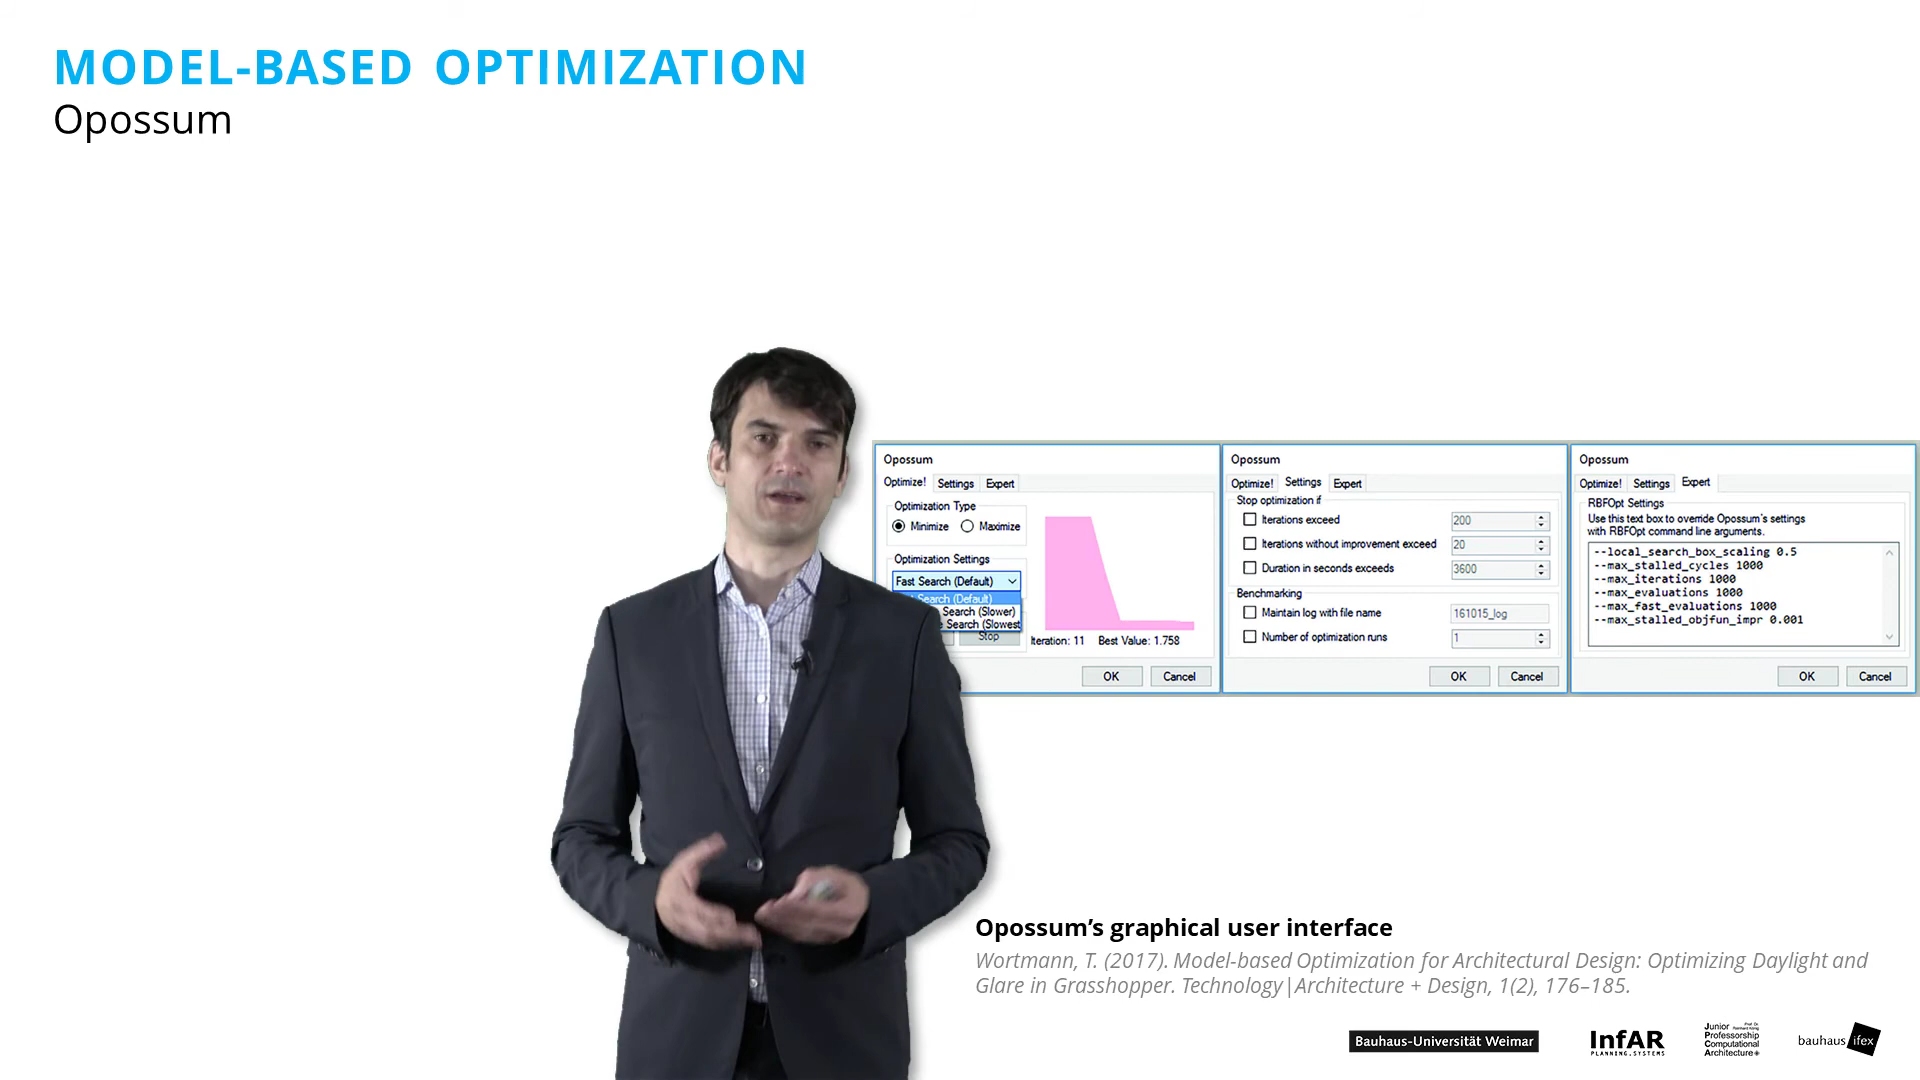 MODEL-BASED OPTIMIZATION
Opossum
Opossum
Optimize! Settings Expert
Optimization Type
Minimize Maximize
Optimization Settings
Fast Search (Default)
Search (Default)
Search (Slower)
Search (Slowest
Stop
Iteration: 11 Best Value: 1.758
OK Cancel
Opossum
Optimize! Settings Expert
Stop optimization if
Iterations exceed 200
Iterations without improvement exceed 20
Duration in seconds exceeds 3600
Benchmarking
Maintain log with file name 161015_log
Number of optimization runs 1
OK Cancel
Opossum
Optimize! Settings Expert
RBFOpt Settings
Use this text box to override Opossum's settings
with RBFOpt command line arguments.
--local_search_box_scaling 0.5
--max_stalled_cycles 1000
--max_iterations 1000
--max_evaluations 1000
--max_fast_evaluations 1000
--max_stalled_objfun_impr 0.001
OK Cancel
Opossum’s graphical user interface
Wortmann, T. (2017). Model-based Optimization for Architectural Design: Optimizing Daylight and
Glare in Grasshopper. Technology|Architecture + Design, 1(2), 176–185.
Bauhaus-Universität Weimar
InfAR
PLANNING.SYSTEMS
Junior
Professorship
Computational
Architecture
bauhaus ifex